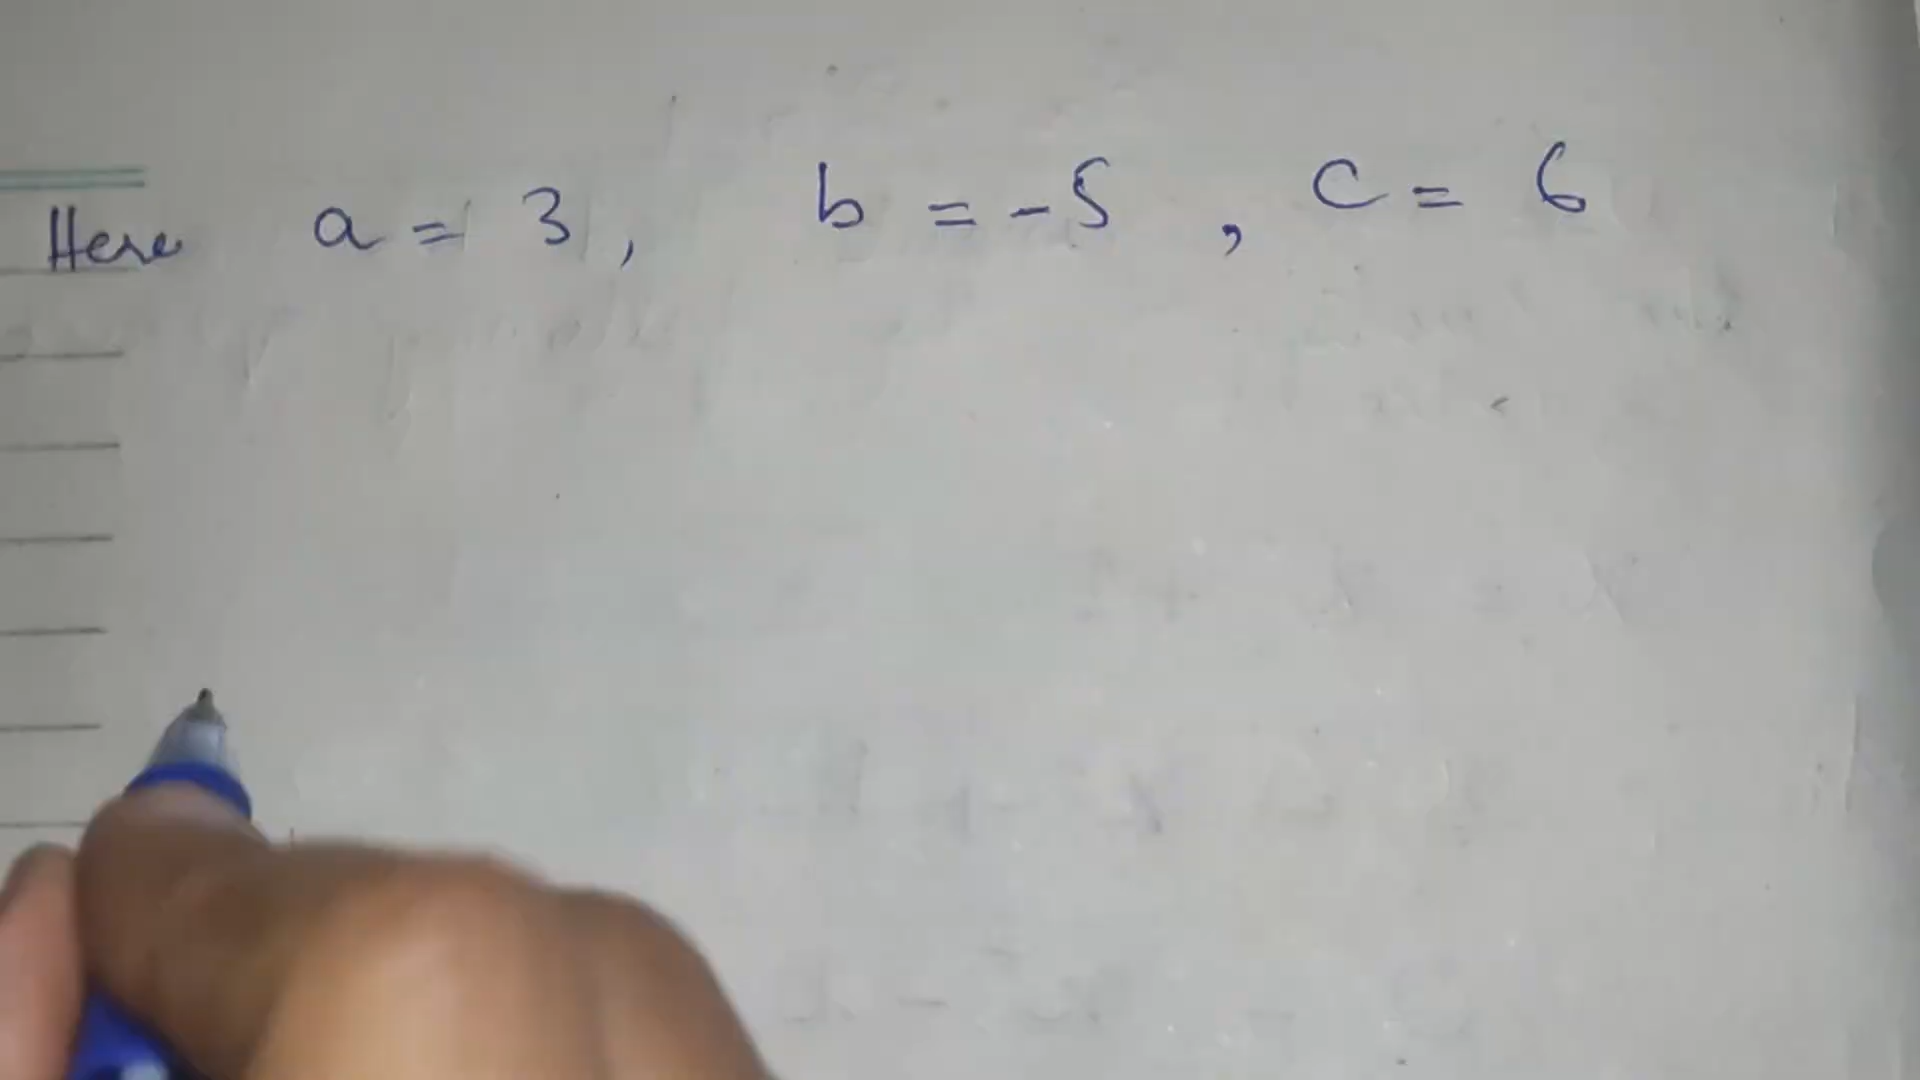 Here a = 3, b = -5, c = 6